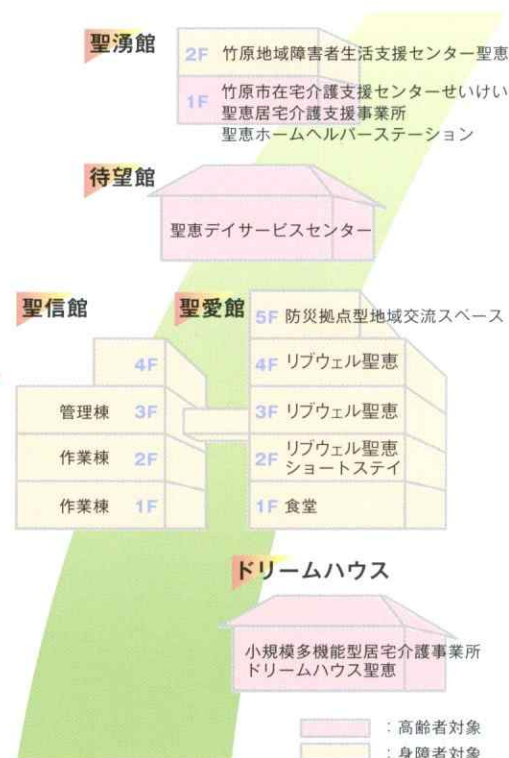 聖湧館
2F 竹原地域障害者生活支援センター聖恵
1F 竹原市在宅介護支援センターせいけい
聖恵居宅介護支援事業所
聖恵ホームヘルパーステーション
待望館
聖恵デイサービスセンター
聖信館
4F
管理棟 3F
作業棟 2F
作業棟 1F
聖愛館
5F 防災拠点型地域交流スペース
4F リブウェル聖恵
3F リブウェル聖恵
2F リブウェル聖恵
ショートステイ
1F 食堂
ドリームハウス
小規模多機能型居宅介護事業所
ドリームハウス聖恵
：高齢者対象
：身障者対象